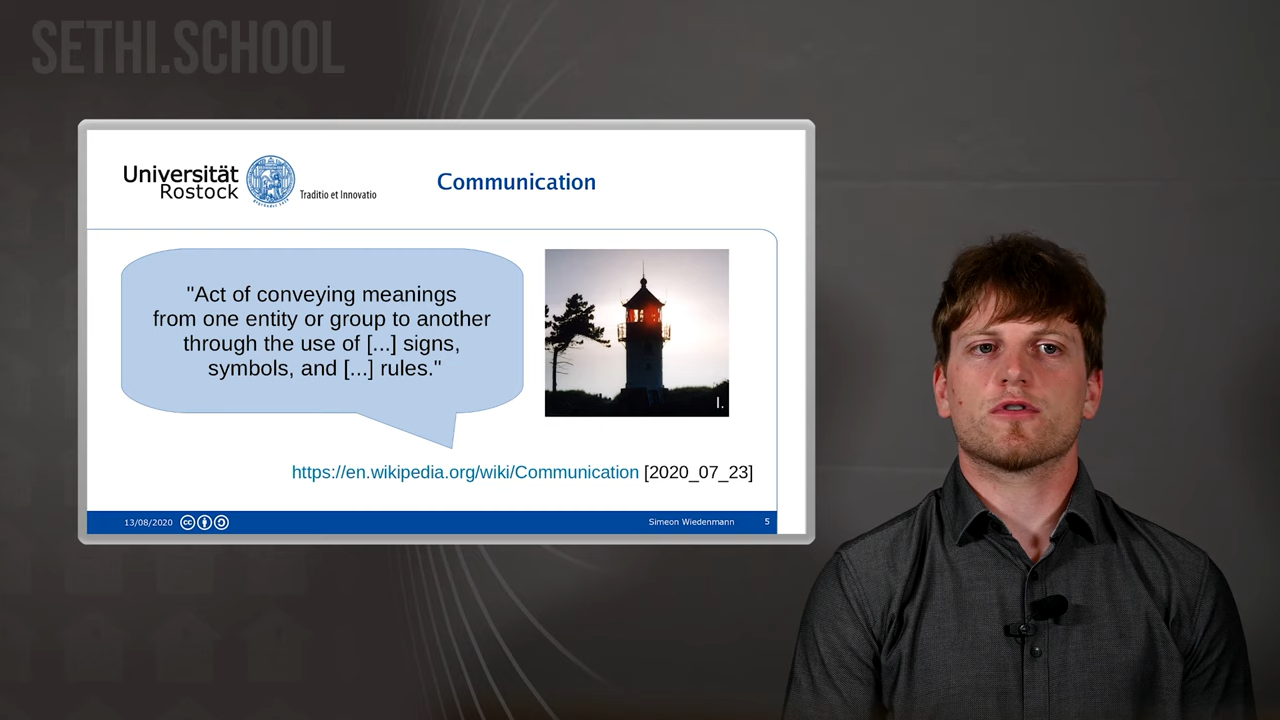 SETHI.SCHOOL
Universität
Rostock
Traditio et Innovatio
Communication
"Act of conveying meanings
from one entity or group to another
through the use of [...] signs,
symbols, and [...] rules."
I.
https://en.wikipedia.org/wiki/Communication [2020_07_23]
13/08/2020
Simeon Wiedenmann
5